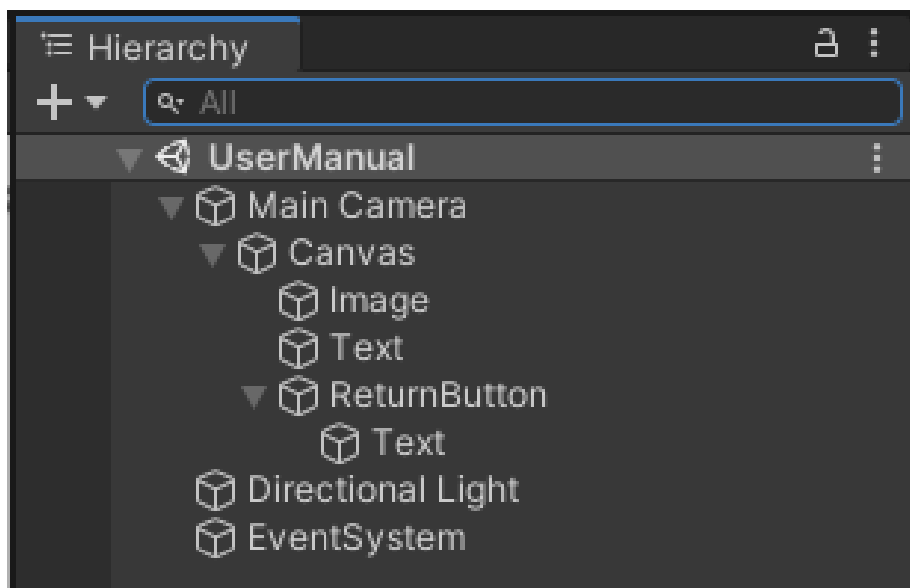 Hierarchy
All
UserManual
Main Camera
Canvas
Image
Text
ReturnButton
Text
Directional Light
EventSystem